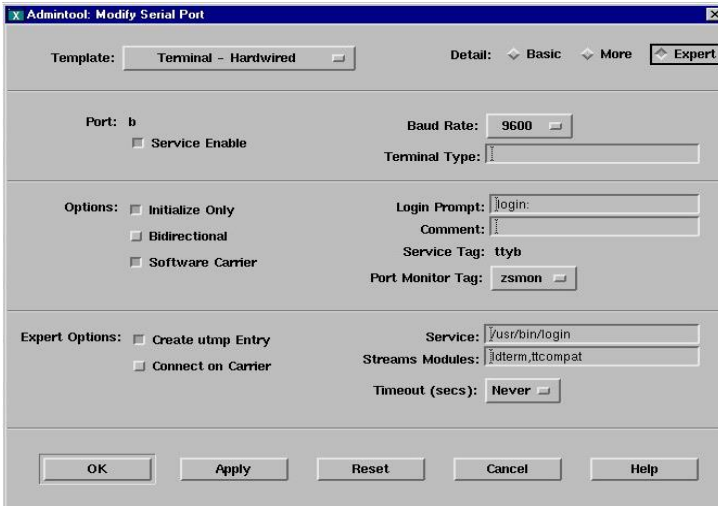 X Admintool: Modify Serial Port
Template: Terminal - Hardwired Detail: Basic More Expert
Port: b Baud Rate: 9600
Service Enable
Terminal Type:
Options: Initialize Only Login Prompt: login:
Bidirectional Comment:
Software Carrier Service Tag: ttyb
Port Monitor Tag: zsmon
Expert Options: Create utmp Entry Service: /usr/bin/login
Connect on Carrier Streams Modules: ldterm,ttcompat
Timeout (secs): Never
OK Apply Reset Cancel Help